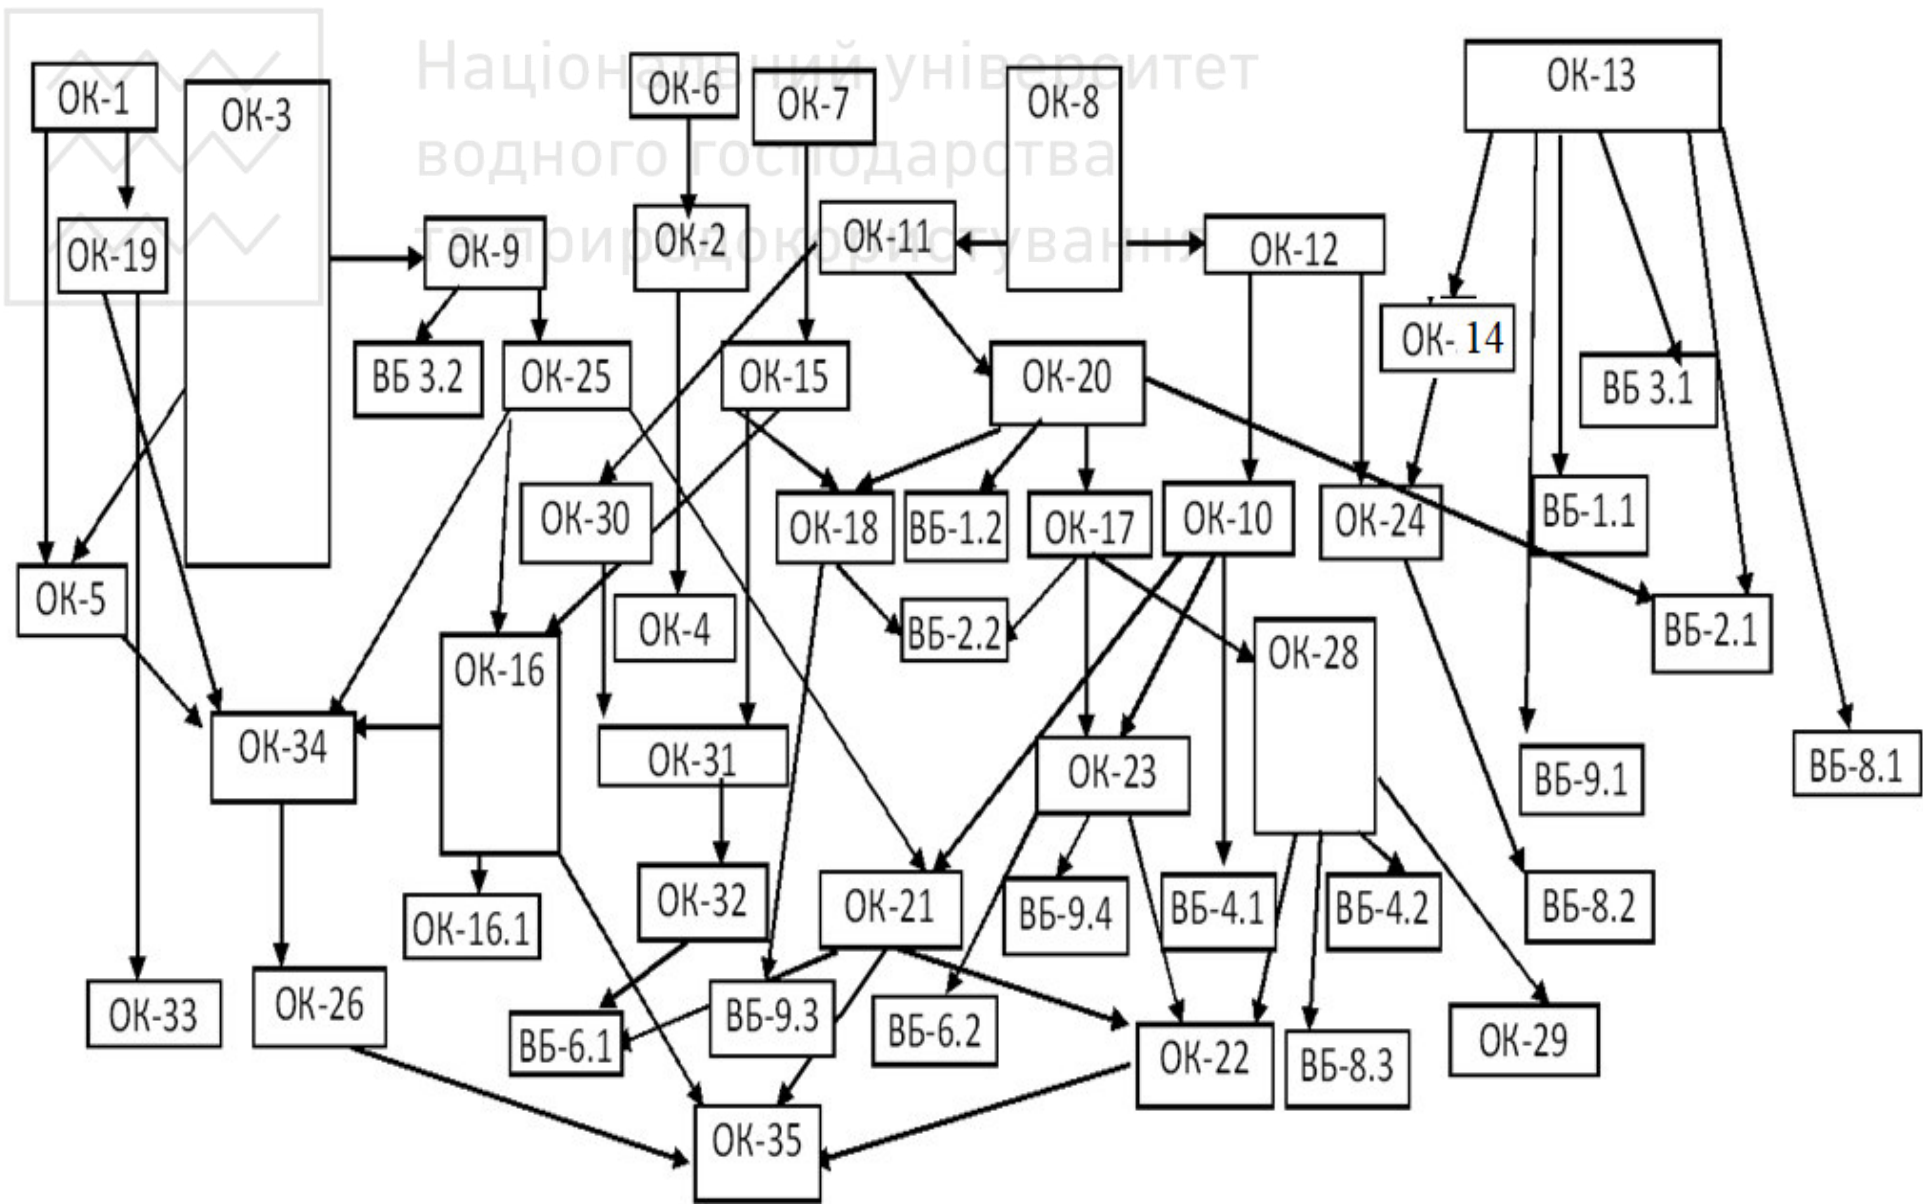 Національний університет
водного господарства
та природокористування
ОК-1
ОК-3
ОК-6
ОК-7
ОК-8
ОК-13
ОК-19
ОК-9
ОК-2
ОК-11
ОК-12
ОК- 14
ВБ 3.2
ОК-25
ОК-15
ОК-20
ВБ 3.1
ОК-30
ОК-18
ВБ-1.2
ОК-17
ОК-10
ОК-24
ВБ-1.1
ОК-5
ОК-4
ВБ-2.2
ОК-28
ВБ-2.1
ОК-16
ОК-34
ОК-31
ОК-23
ВБ-9.1
ВБ-8.1
ОК-16.1
ОК-32
ОК-21
ВБ-9.4
ВБ-4.1
ВБ-4.2
ВБ-8.2
ОК-33
ОК-26
ВБ-6.1
ВБ-9.3
ВБ-6.2
ОК-22
ВБ-8.3
ОК-29
ОК-35